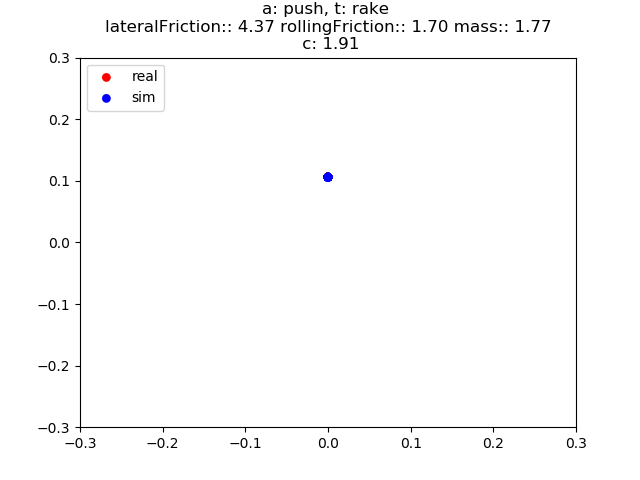 a: push, t: rake
lateralFriction:: 4.37 rollingFriction:: 1.70 mass:: 1.77
c: 1.91
real
sim
0.3
0.2
0.1
0.0
−0.1
−0.2
−0.3
−0.3 −0.2 −0.1 0.0 0.1 0.2 0.3